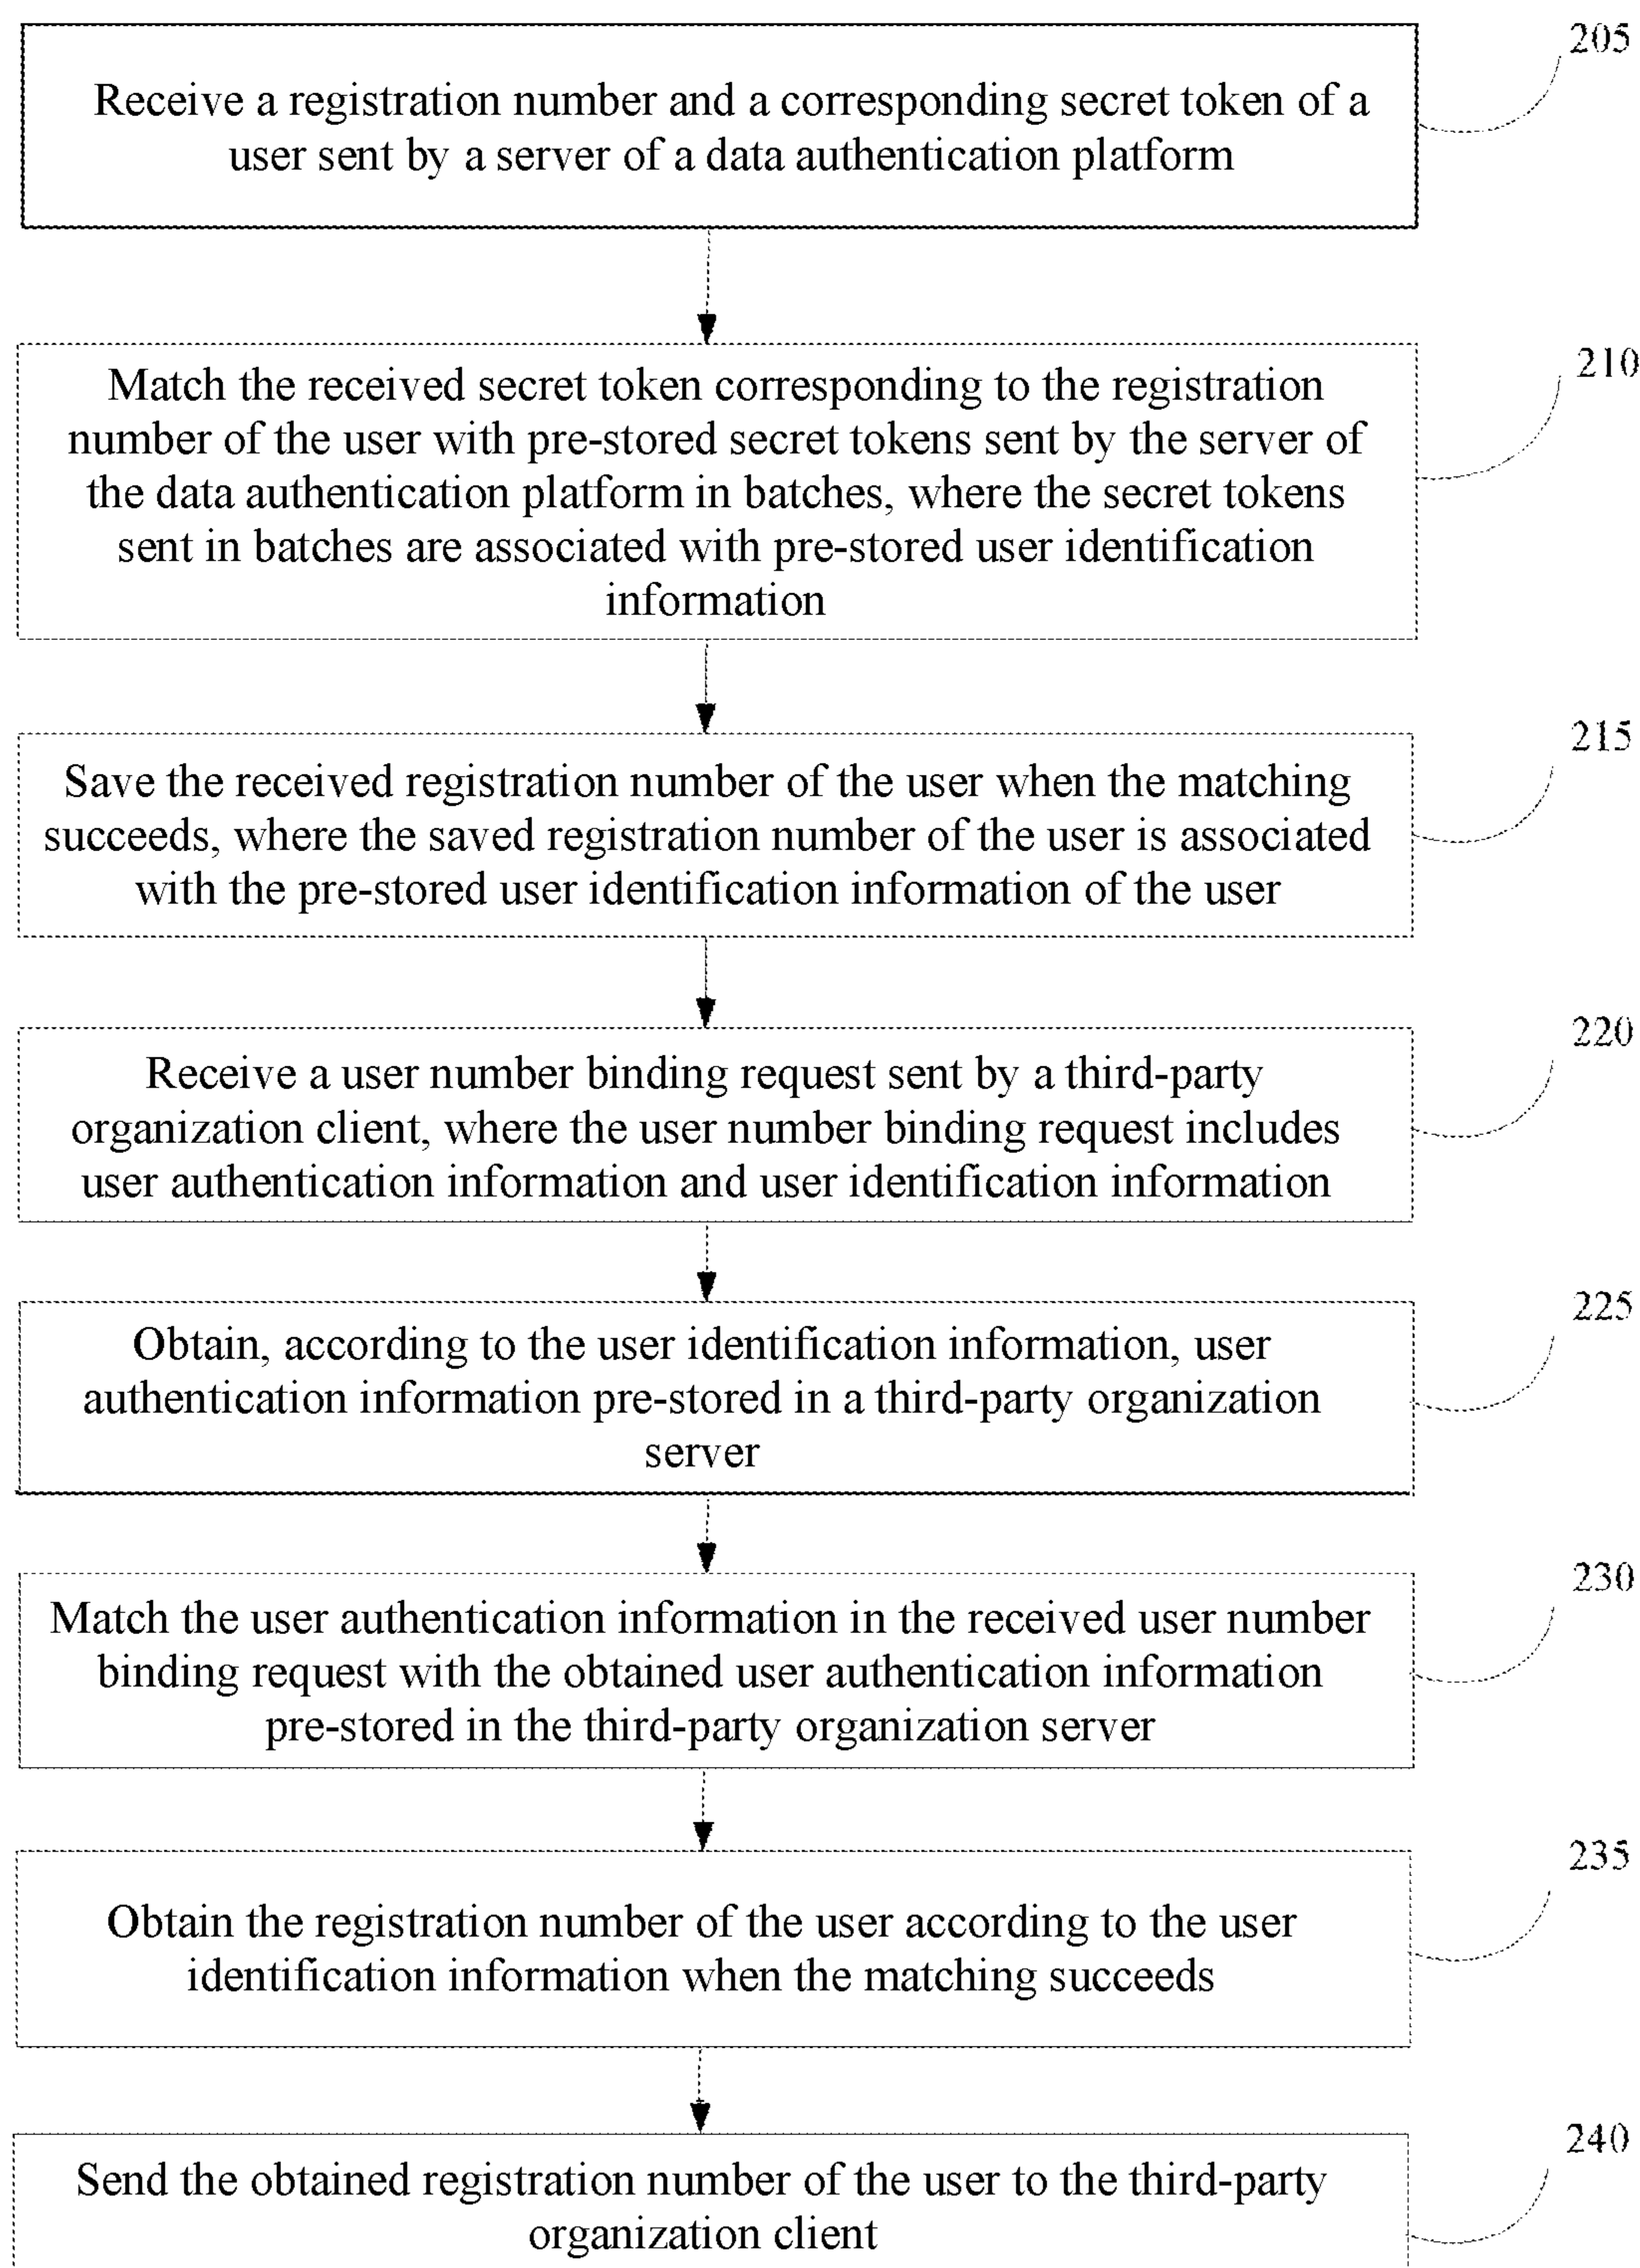 205
Receive a registration number and a corresponding secret token of a
user sent by a server of a data authentication platform
210
Match the received secret token corresponding to the registration
number of the user with pre-stored secret tokens sent by the server of
the data authentication platform in batches, where the secret tokens
sent in batches are associated with pre-stored user identification
information
215
Save the received registration number of the user when the matching
succeeds, where the saved registration number of the user is associated
with the pre-stored user identification information of the user
220
Receive a user number binding request sent by a third-party
organization client, where the user number binding request includes
user authentication information and user identification information
225
Obtain, according to the user identification information, user
authentication information pre-stored in a third-party organization
server
230
Match the user authentication information in the received user number
binding request with the obtained user authentication information
pre-stored in the third-party organization server
235
Obtain the registration number of the user according to the user
identification information when the matching succeeds
240
Send the obtained registration number of the user to the third-party
organization client